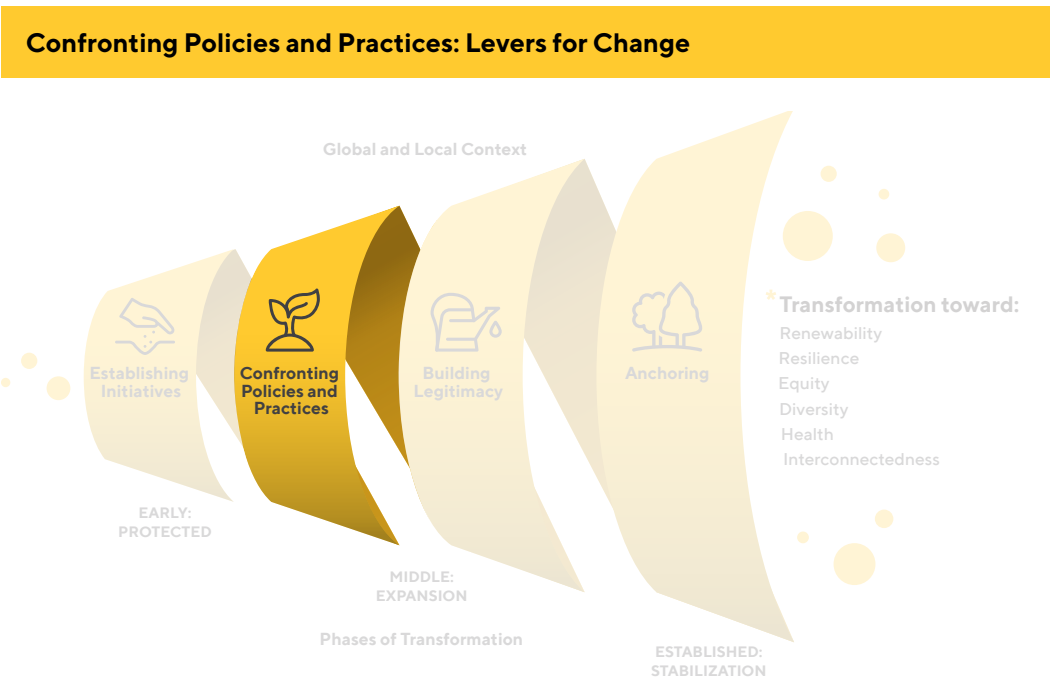 Confronting Policies and Practices: Levers for Change
Global and Local Context
Establishing
Initiatives
Confronting
Policies and
Practices
Building
Legitimacy
Anchoring
*Transformation toward:
Renewability
Resilience
Equity
Diversity
Health
Interconnectedness
EARLY:
PROTECTED
MIDDLE:
EXPANSION
Phases of Transformation
ESTABLISHED:
STABILIZATION